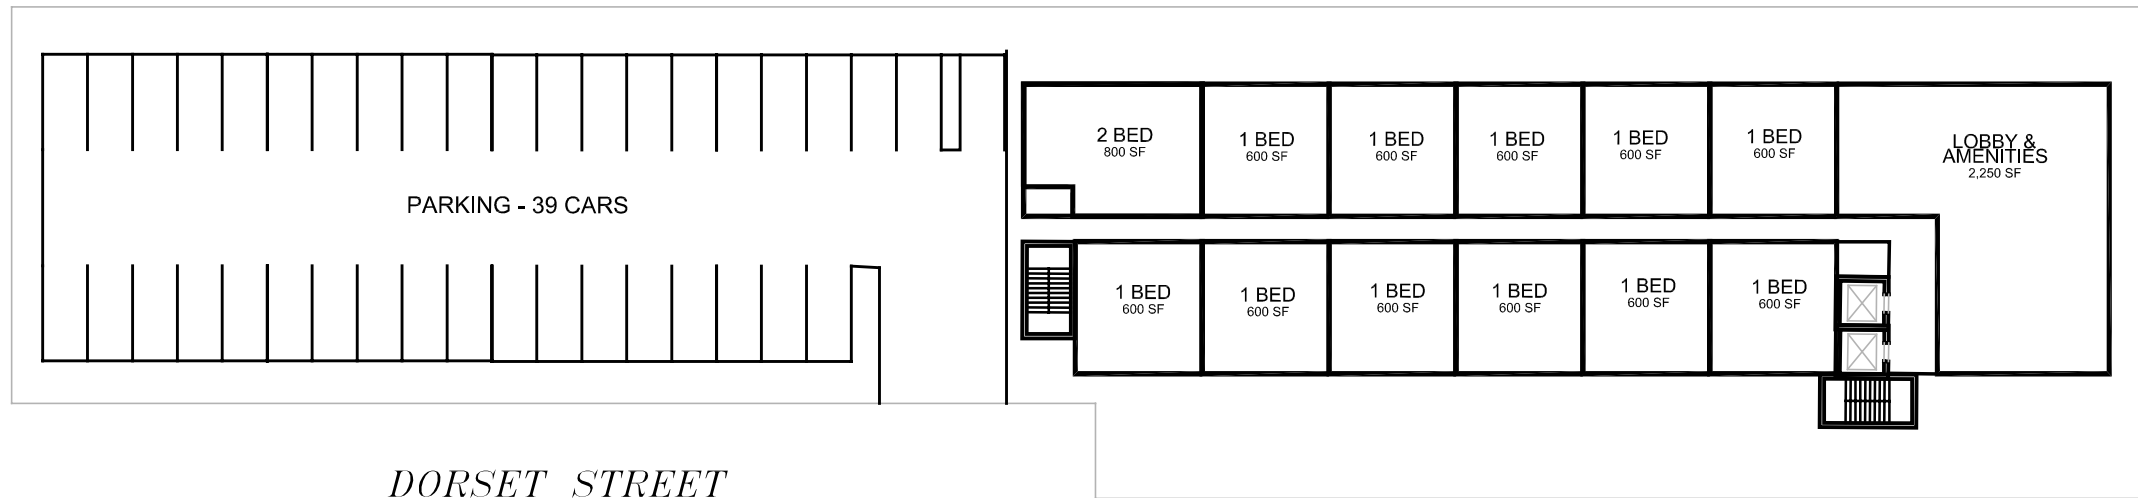 PARKING - 39 CARS
2 BED
800 SF
1 BED
600 SF
1 BED
600 SF
1 BED
600 SF
1 BED
600 SF
1 BED
600 SF
LOBBY &
AMENITIES
2,250 SF
1 BED
600 SF
1 BED
600 SF
1 BED
600 SF
1 BED
600 SF
1 BED
600 SF
1 BED
600 SF
DORSET STREET